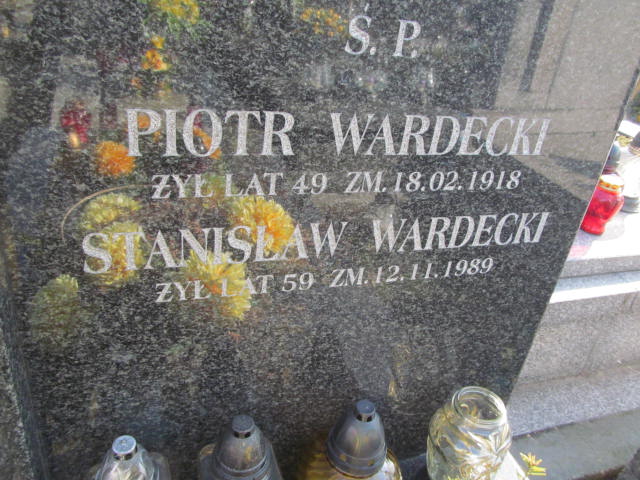 Ś. P.
PIOTR WARDECKI
ŻYŁ LAT 49 ZM. 18.02.1918
STANISŁAW WARDECKI
ŻYŁ LAT 59 ZM. 12.11.1989